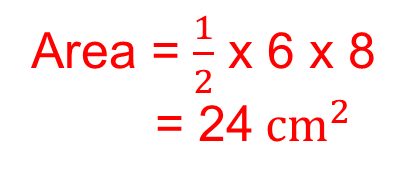 Area = 1/2 x 6 x 8
= 24 cm²